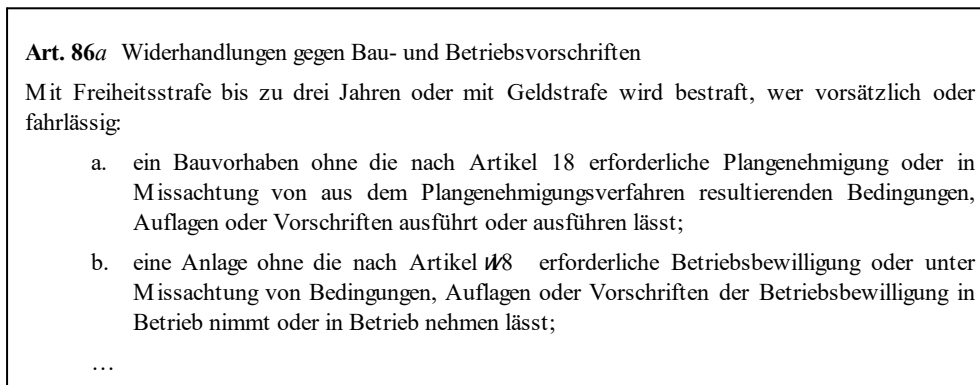 Art. 86a Widerhandlungen gegen Bau- und Betriebsvorschriften
Mit Freiheitsstrafe bis zu drei Jahren oder mit Geldstrafe wird bestraft, wer vorsätzlich oder
fahrlässig:
a. ein Bauvorhaben ohne die nach Artikel 18 erforderliche Plangenehmigung oder in
Missachtung von aus dem Plangenehmigungsverfahren resultierenden Bedingungen,
Auflagen oder Vorschriften ausführt oder ausführen lässt;
b. eine Anlage ohne die nach Artikel erforderliche Betriebsbewilligung oder unter
Missachtung von Bedingungen, Auflagen oder Vorschriften der Betriebsbewilligung in
Betrieb nimmt oder in Betrieb nehmen lässt;
…